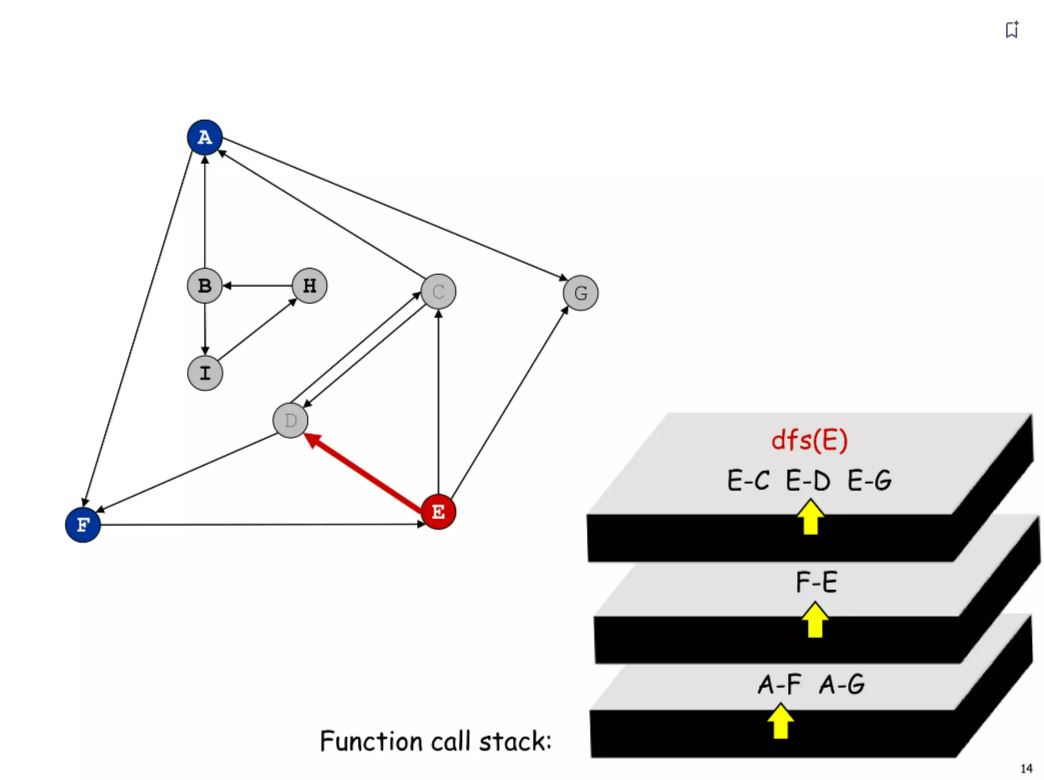 A
B
H
C
G
I
D
F
E
dfs(E)
E-C E-D E-G
F-E
A-F A-G
Function call stack:
14